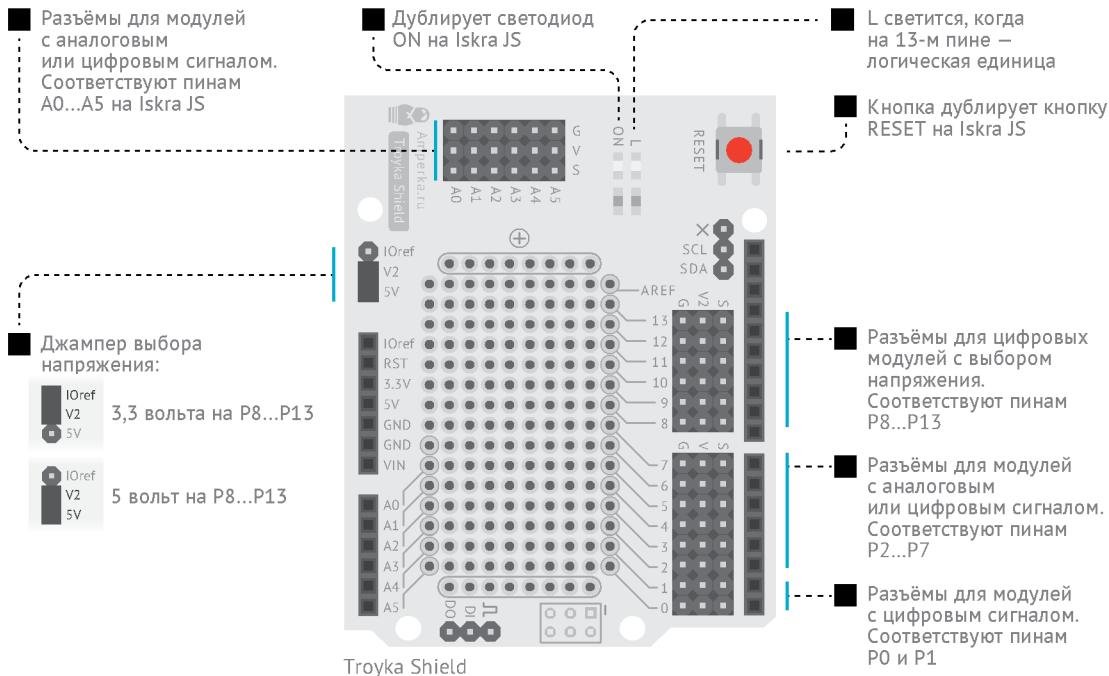 Разъёмы для модулей
с аналоговым
или цифровым сигналом.
Соответствуют пинам
A0...A5 на Iskra JS
Дублирует светодиод
ON на Iskra JS
L светится, когда
на 13-м пине —
логическая единица
Кнопка дублирует кнопку
RESET на Iskra JS
Amperka.ru
Troyka Shield
G
V
S
A0 A1 A2 A3 A4 A5
ON
L
RESET
SCL
SDA
IOref
V2
5V
AREF
G V2 S
13
12
11
10
9
8
IOref
RST
3.3V
5V
GND
GND
VIN
G V S
7
6
5
4
3
2
1
0
A0
A1
A2
A3
A4
A5
DO
DI
1
Джампер выбора
напряжения:
IOref
V2
5V
3,3 вольта на P8...P13
IOref
V2
5V
5 вольт на P8...P13
Разъёмы для цифровых
модулей с выбором
напряжения.
Соответствуют пинам
P8...P13
Разъёмы для модулей
с аналоговым
или цифровым сигналом.
Соответствуют пинам
P2...P7
Разъёмы для модулей
с цифровым сигналом.
Соответствуют пинам
P0 и P1
Troyka Shield